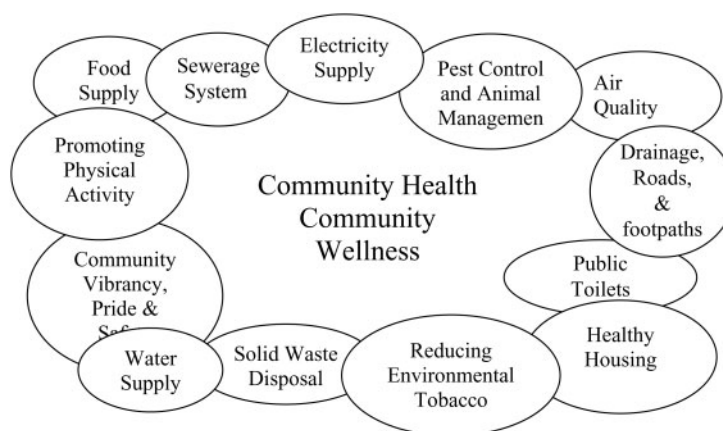 Electricity
Supply
Food
Supply
Sewerage
System
Pest Control
and Animal
Managemen
Air
Quality
Promoting
Physical
Activity
Drainage,
Roads,
&
footpaths
Community Health
Community
Wellness
Community
Vibrancy,
Pride &
Public
Toilets
Water
Supply
Solid Waste
Disposal
Reducing
Environmental
Tobacco
Healthy
Housing